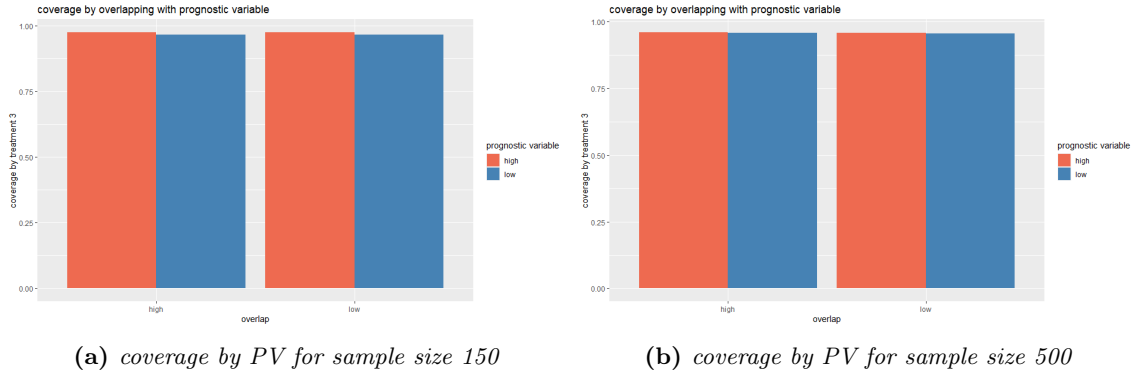 coverage by overlapping with prognostic variable
1.00
0.75
0.50
0.25
0.00
coverage by treatment 3
high
low
overlap
prognostic variable
high
low
(a) coverage by PV for sample size 150
coverage by overlapping with prognostic variable
1.00
0.75
0.50
0.25
0.00
coverage by treatment 3
high
low
overlap
prognostic variable
high
low
(b) coverage by PV for sample size 500